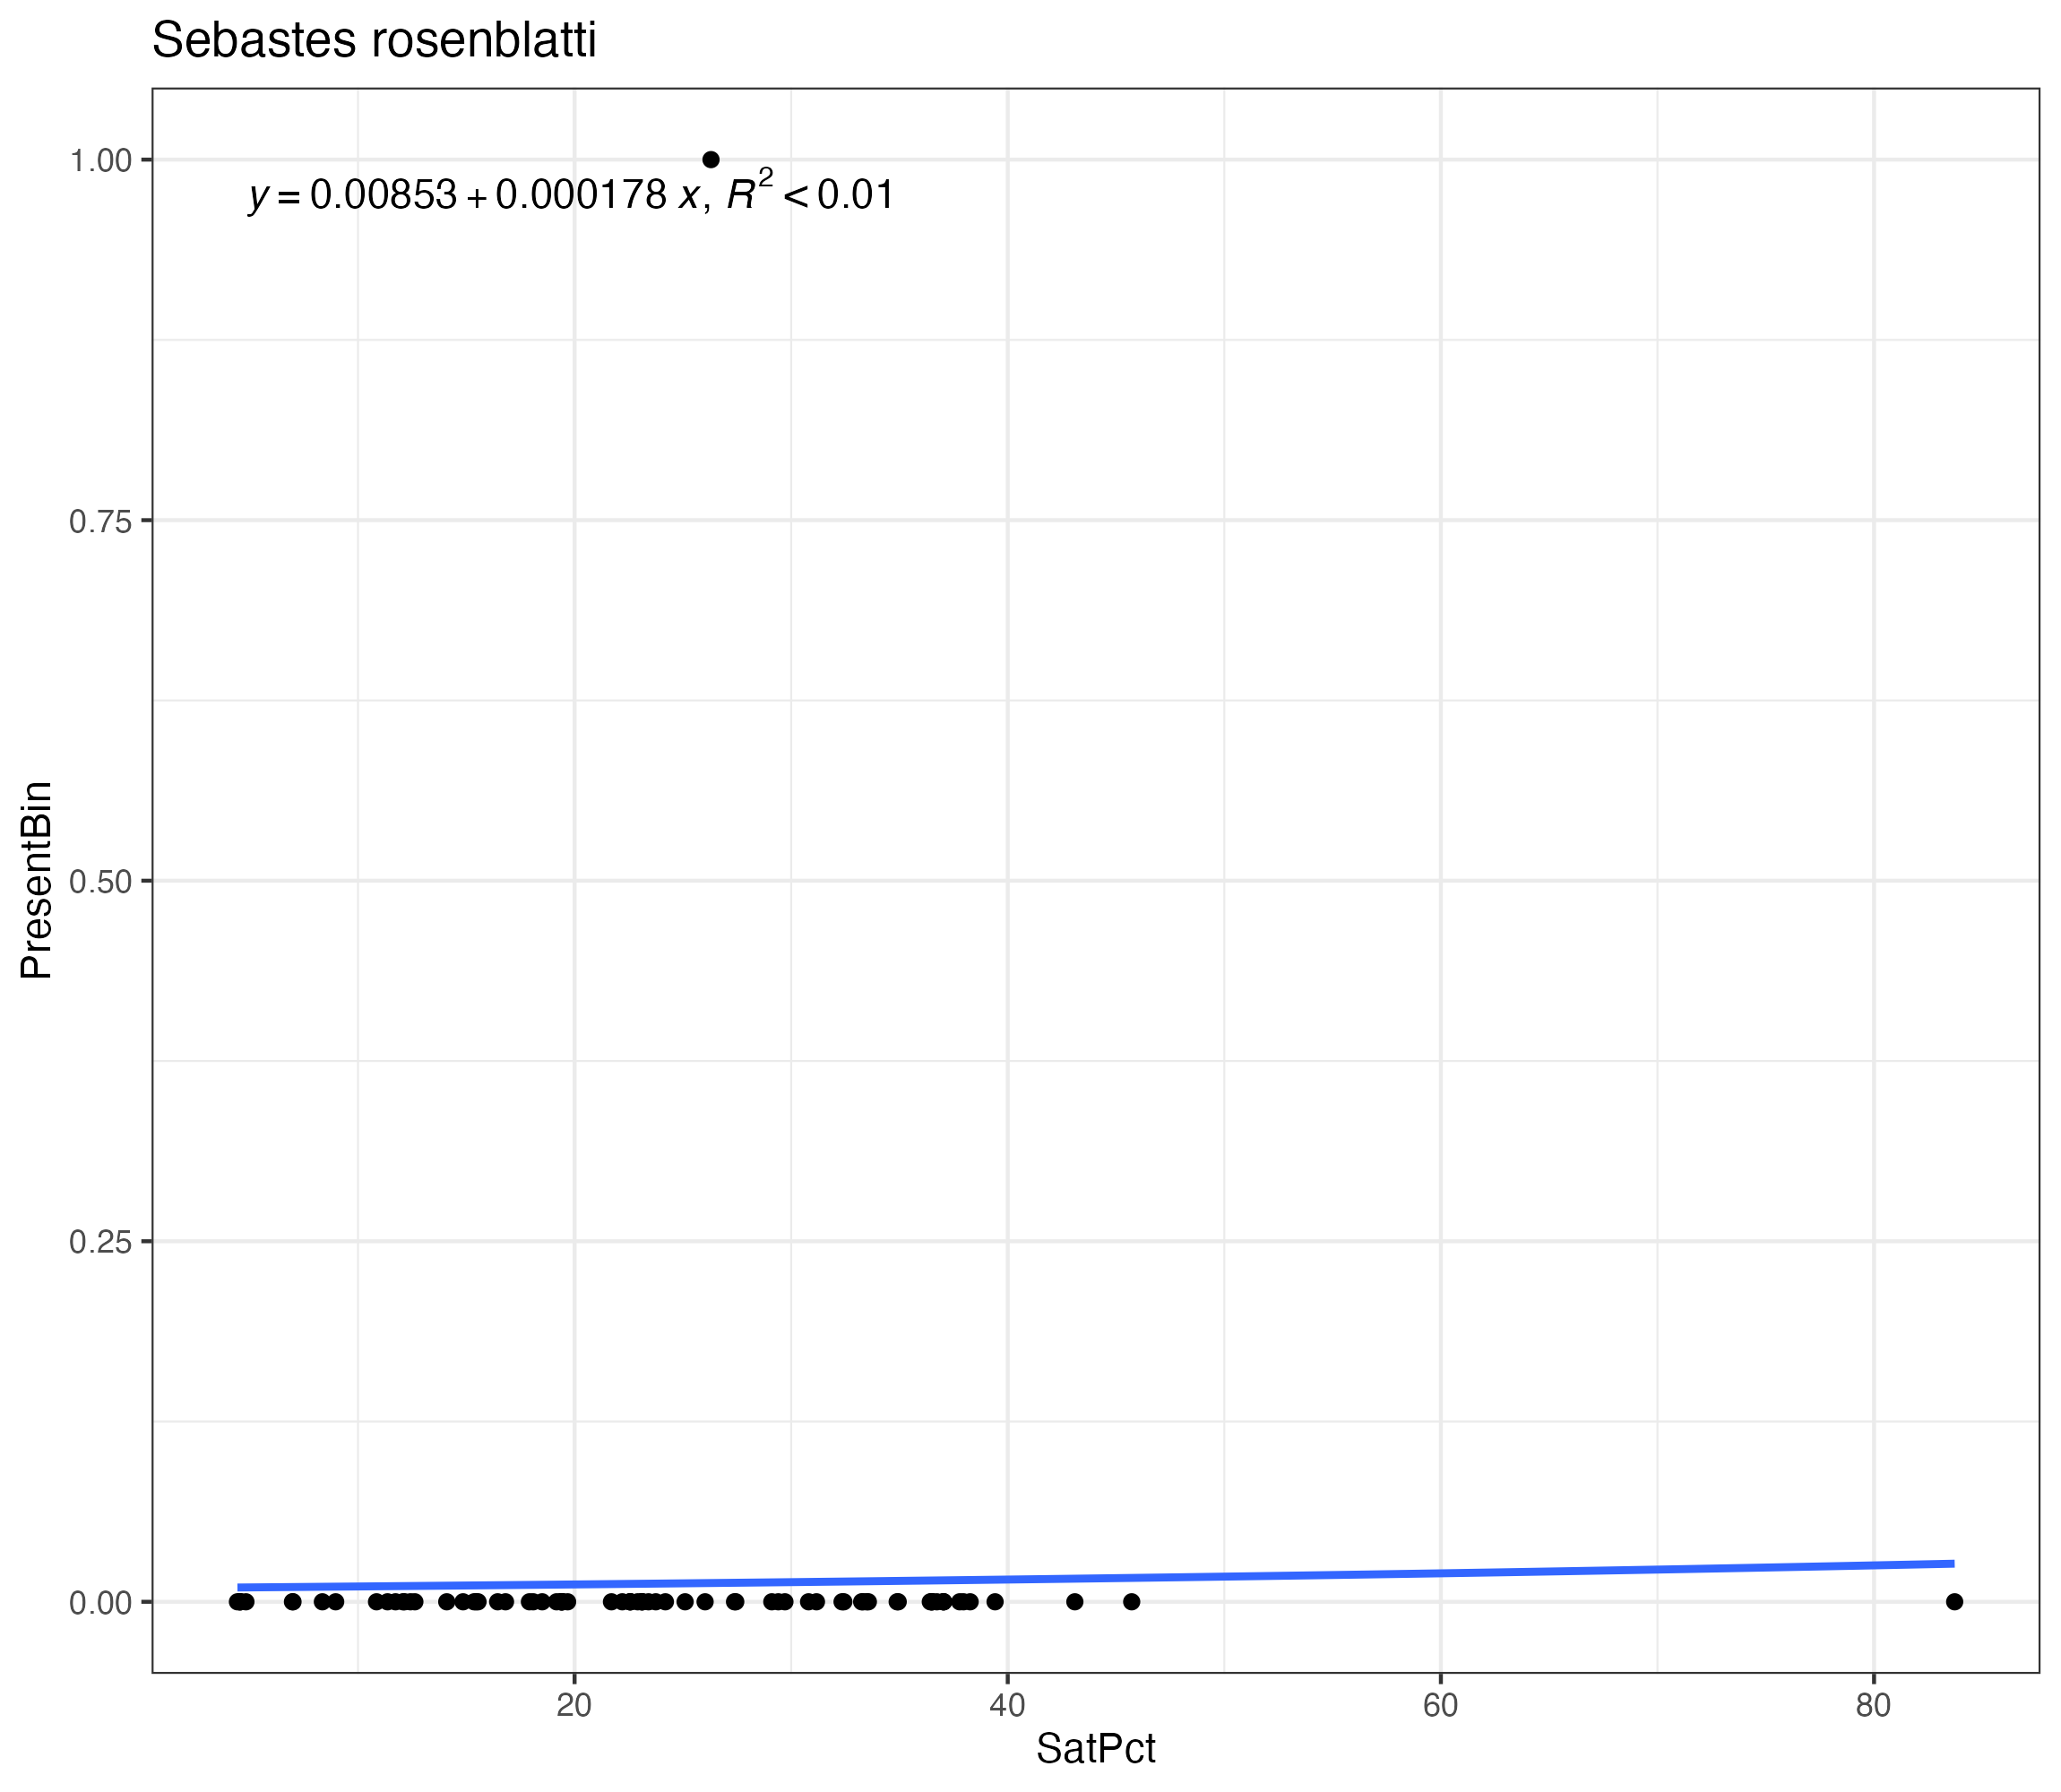 Sebastes rosenblatti
1.00
y = 0.00853 + 0.000178 x, R² < 0.01
0.75
PresentBin
0.50
0.25
0.00
20 40 60 80
SatPct